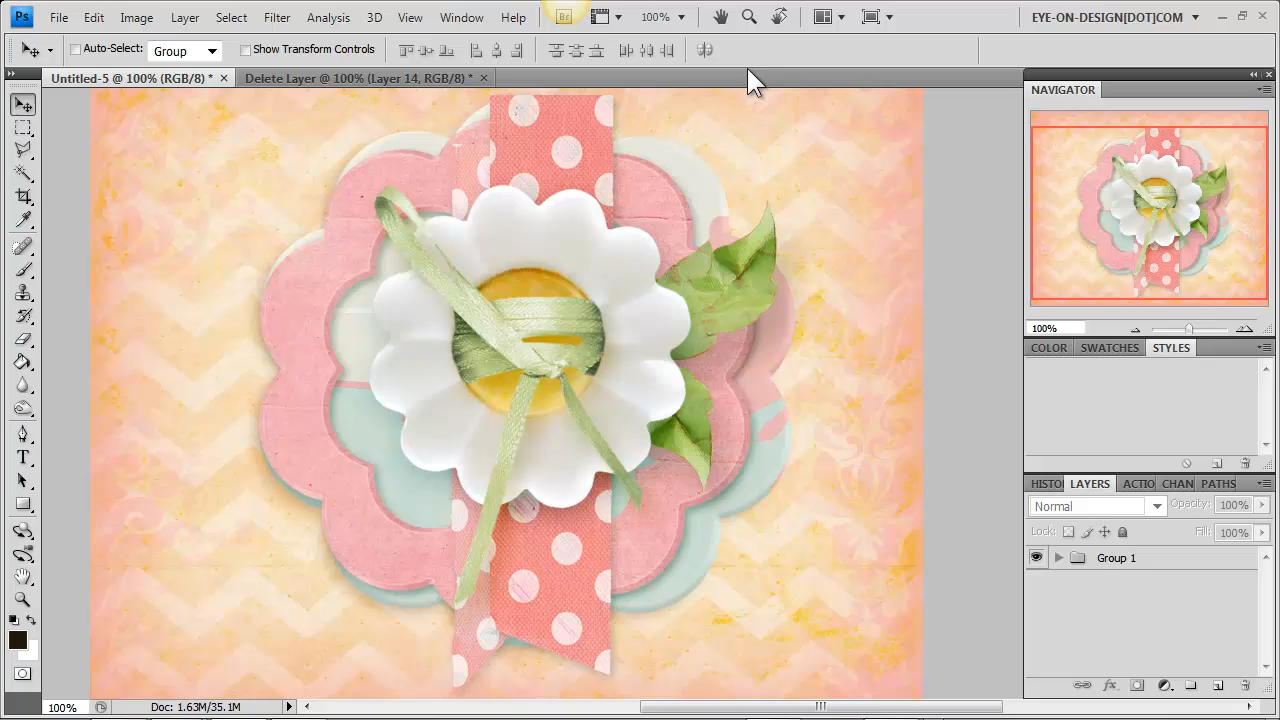 Ps File Edit Image Layer Select Filter Analysis 3D View Window Help Br 100% EYE-ON-DESIGN[DOT]COM
Auto-Select: Group Show Transform Controls
Untitled-5 @ 100% (RGB/8) * × Delete Layer @ 100% (Layer 14, RGB/8) * ×
NAVIGATOR
100%
COLOR SWATCHES STYLES
HISTO LAYERS ACTIO CHAN PATHS
Normal Opacity: 100%
Lock: Fill: 100%
Group 1
T
fx
100% Doc: 1.63M/35.1M